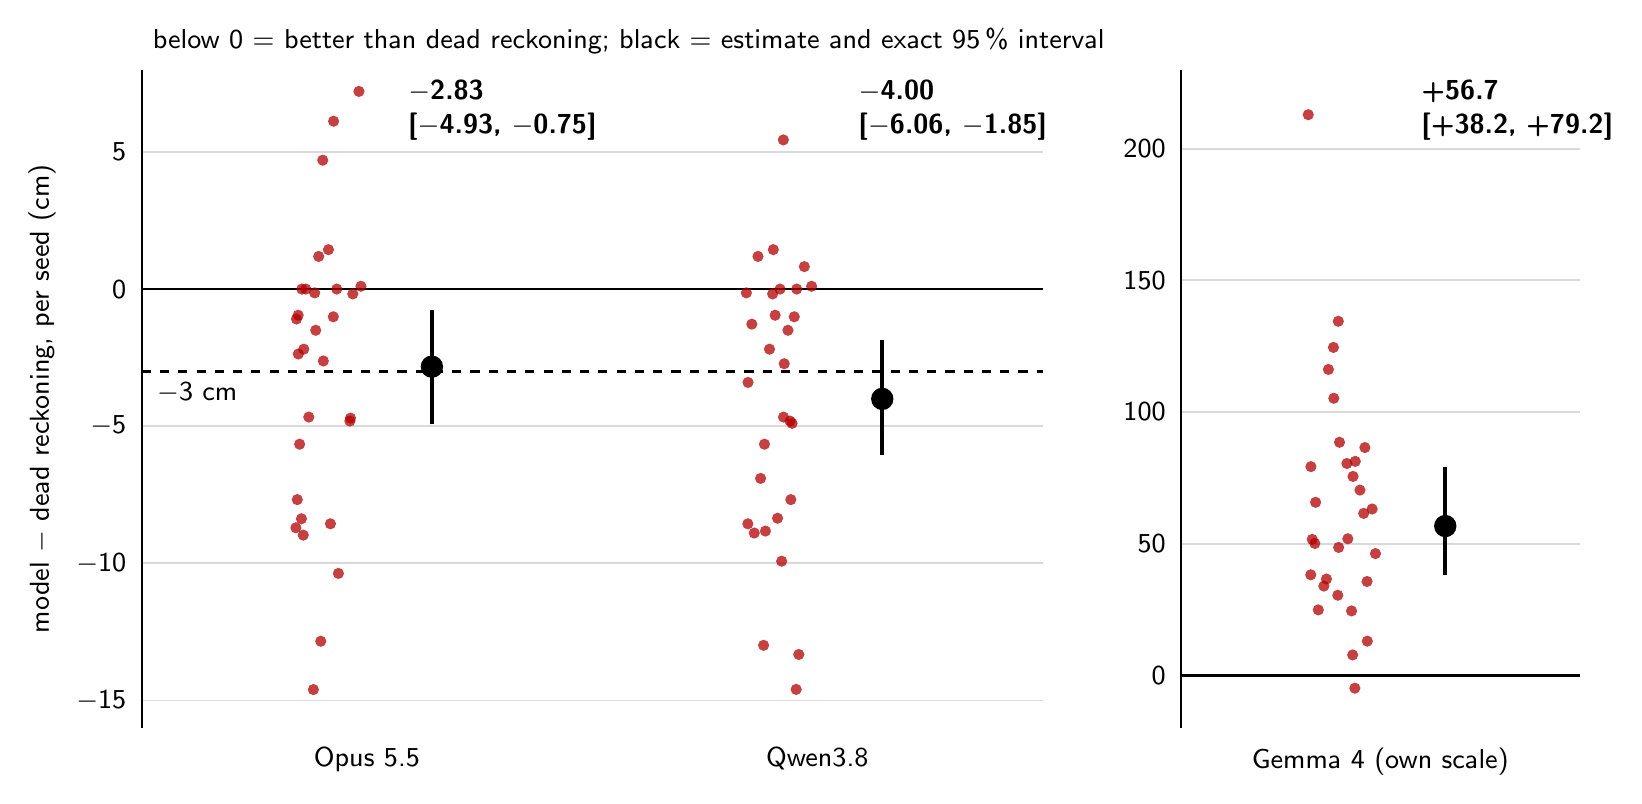 below 0 = better than dead reckoning; black = estimate and exact 95 % interval
−2.83
[−4.93, −0.75]
−4.00
[−6.06, −1.85]
+56.7
[+38.2, +79.2]
model − dead reckoning, per seed (cm)
5
0
−5
−10
−15
−3 cm
200
150
100
50
0
Opus 5.5
Qwen3.8
Gemma 4 (own scale)